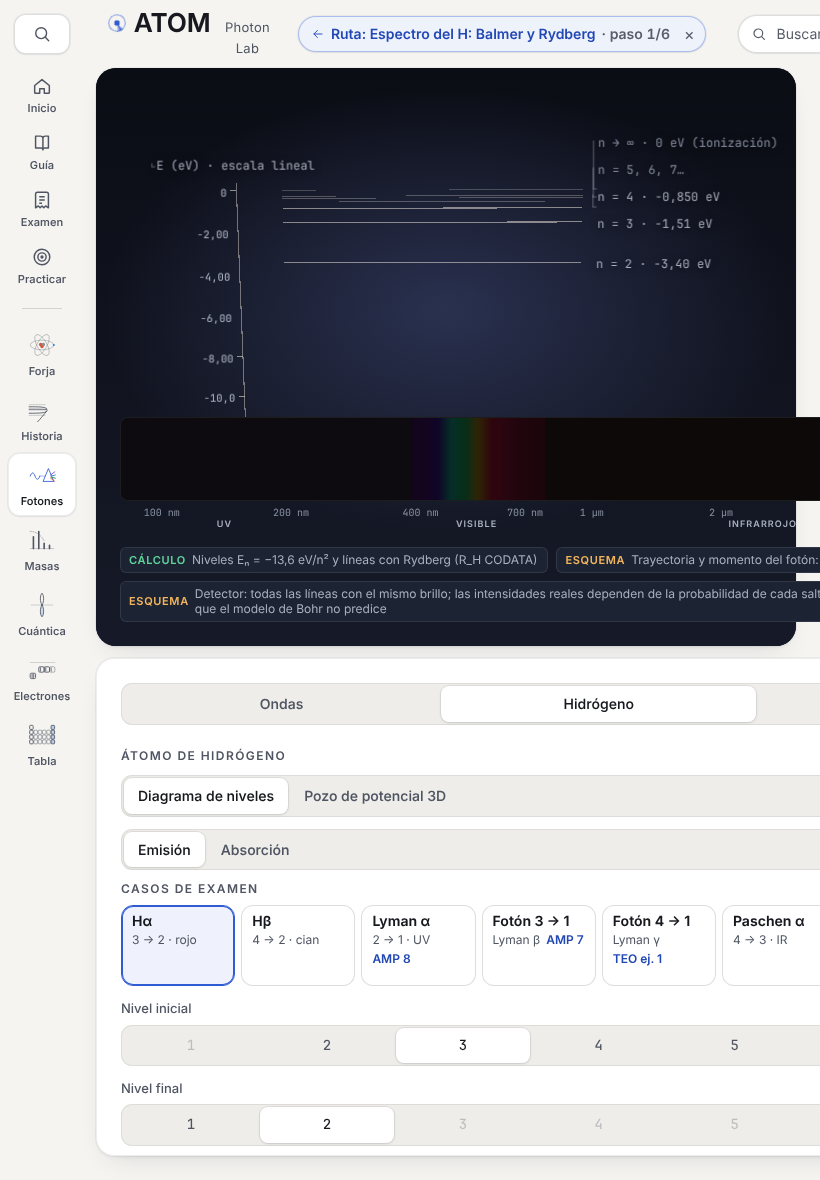 ATOM
Photon
Lab
← Ruta: Espectro del H: Balmer y Rydberg · paso 1/6 ×
Buscar
Inicio
Guía
Examen
Practicar
Forja
Historia
Fotones
Masas
Cuántica
Electrones
Tabla
E (eV) · escala lineal
0
-2,00
-4,00
-6,00
-8,00
-10,0
n → ∞ · 0 eV (ionización)
n = 5, 6, 7…
n = 4 · -0,850 eV
n = 3 · -1,51 eV
n = 2 · -3,40 eV
100 nm 200 nm 400 nm 700 nm 1 µm 2 µm
UV VISIBLE INFRARROJO
CÁLCULO Niveles Eₙ = −13,6 eV/n² y líneas con Rydberg (R_H CODATA)
ESQUEMA Trayectoria y momento del fotón:
ESQUEMA Detector: todas las líneas con el mismo brillo; las intensidades reales dependen de la probabilidad de cada salt
que el modelo de Bohr no predice
Ondas Hidrógeno
ÁTOMO DE HIDRÓGENO
Diagrama de niveles Pozo de potencial 3D
Emisión Absorción
CASOS DE EXAMEN
Hα
3 → 2 · rojo
Hβ
4 → 2 · cian
Lyman α
2 → 1 · UV
AMP 8
Fotón 3 → 1
Lyman β AMP 7
Fotón 4 → 1
Lyman γ
TEO ej. 1
Paschen α
4 → 3 · IR
Nivel inicial
1 2 3 4 5
Nivel final
1 2 3 4 5